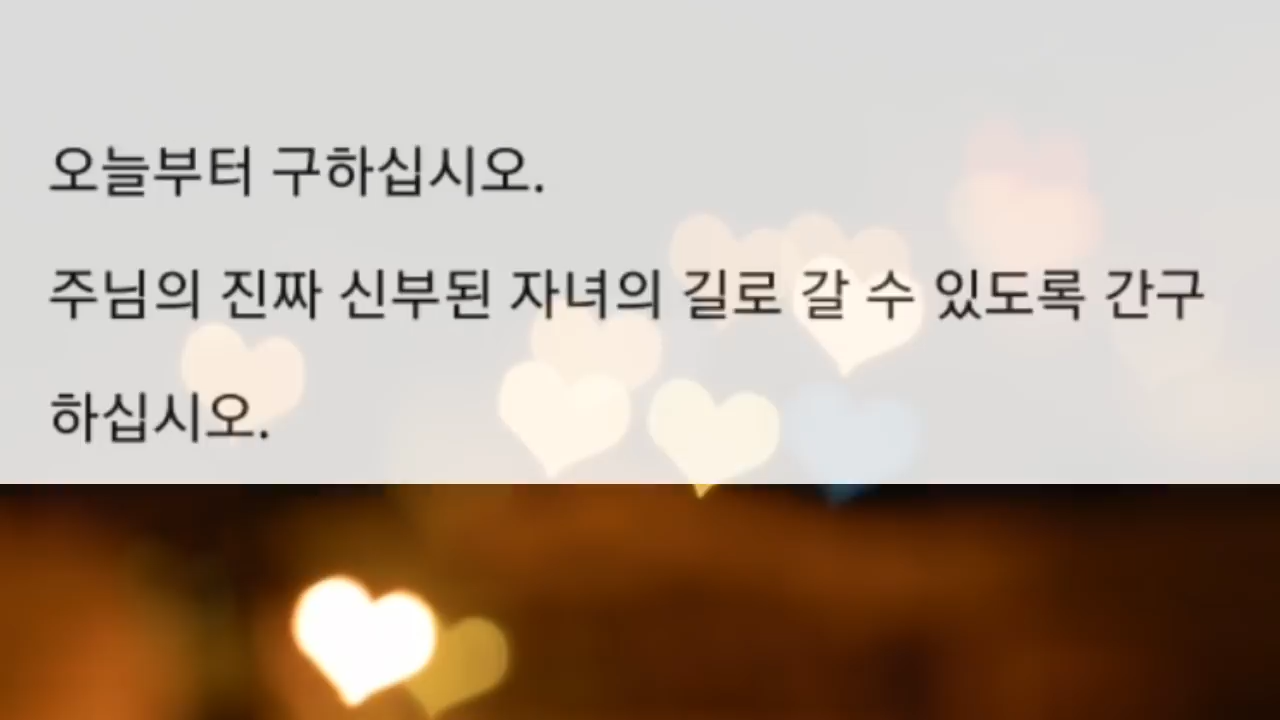 오늘부터 구하십시오.
주님의 진짜 신부된 자녀의 길로 갈 수 있도록 간구
하십시오.